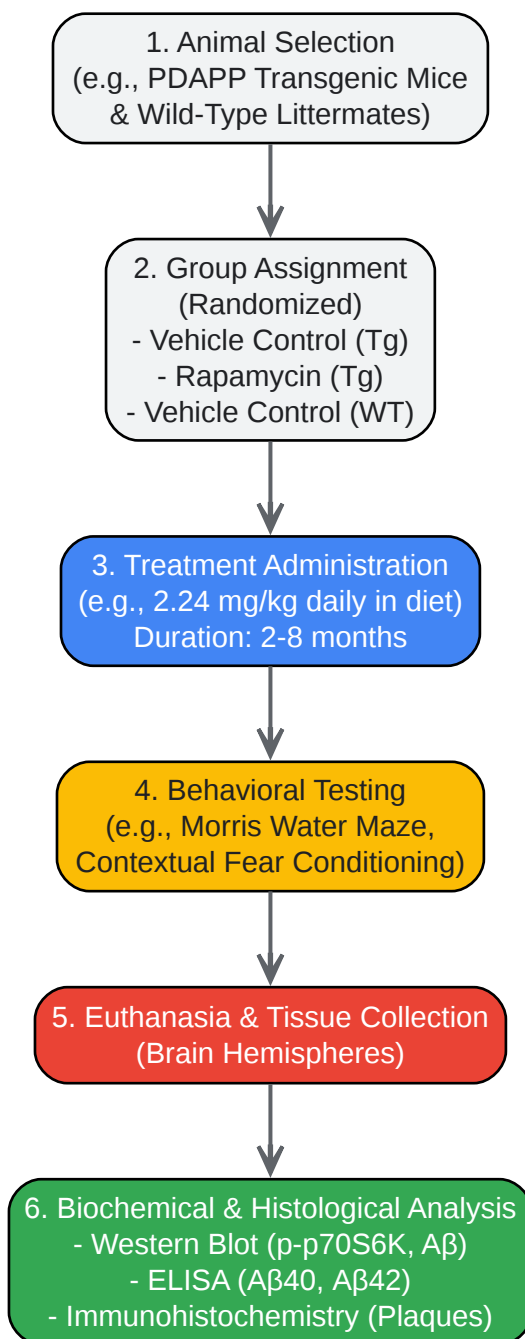 1. Animal Selection
(e.g., PDAPP Transgenic Mice
& Wild-Type Littermates)
2. Group Assignment
(Randomized)
- Vehicle Control (Tg)
- Rapamycin (Tg)
- Vehicle Control (WT)
3. Treatment Administration
(e.g., 2.24 mg/kg daily in diet)
Duration: 2-8 months
4. Behavioral Testing
(e.g., Morris Water Maze,
Contextual Fear Conditioning)
5. Euthanasia & Tissue Collection
(Brain Hemispheres)
6. Biochemical & Histological Analysis
- Western Blot (p-p70S6K, Aβ)
- ELISA (Aβ40, Aβ42)
- Immunohistochemistry (Plaques)